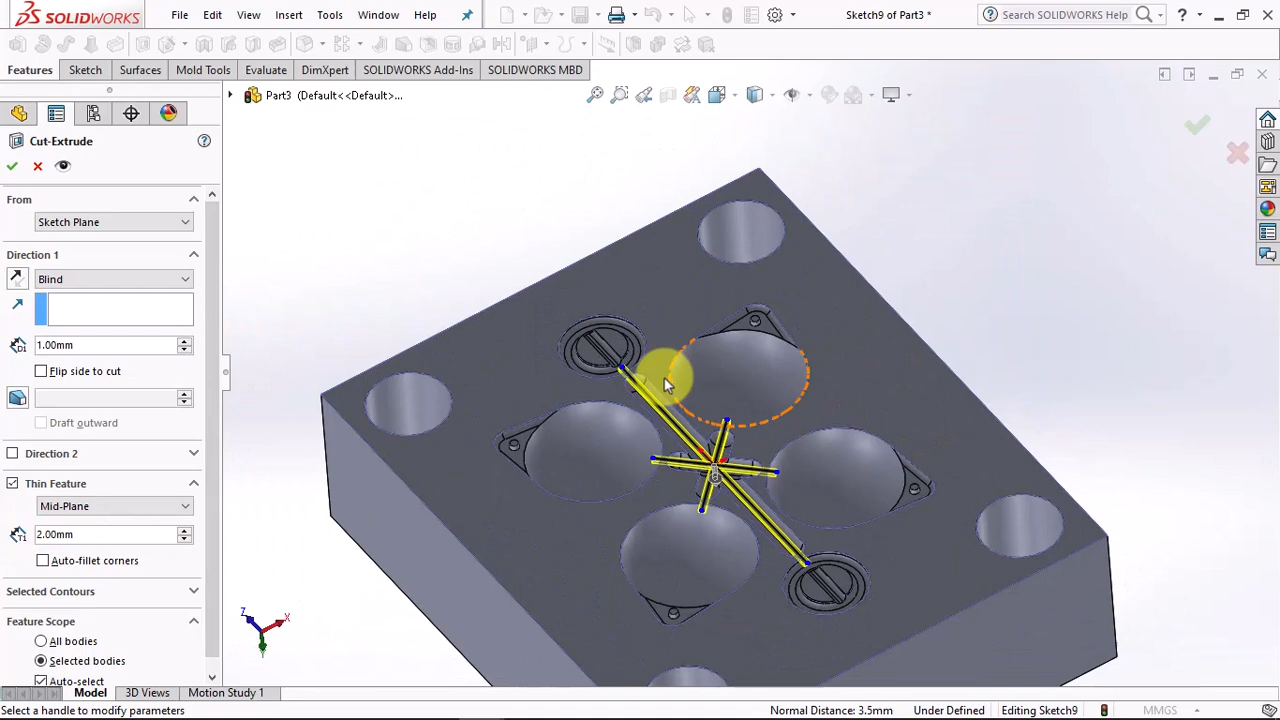 SOLIDWORKS File Edit View Insert Tools Window Help Sketch9 of Part3 * Search SOLIDWORKS Help ?
Features Sketch Surfaces Mold Tools Evaluate DimXpert SOLIDWORKS Add-Ins SOLIDWORKS MBD
Part3 (Default<<Default>...
Cut-Extrude
From
Sketch Plane
Direction 1
Blind
1.00mm
Flip side to cut
Draft outward
Direction 2
Thin Feature
Mid-Plane
2.00mm
Auto-fillet corners
Selected Contours
Feature Scope
All bodies
Selected bodies
Auto-select
Z X Y
Model 3D Views Motion Study 1
Select a handle to modify parameters Normal Distance: 3.5mm Under Defined Editing Sketch9 MMGS